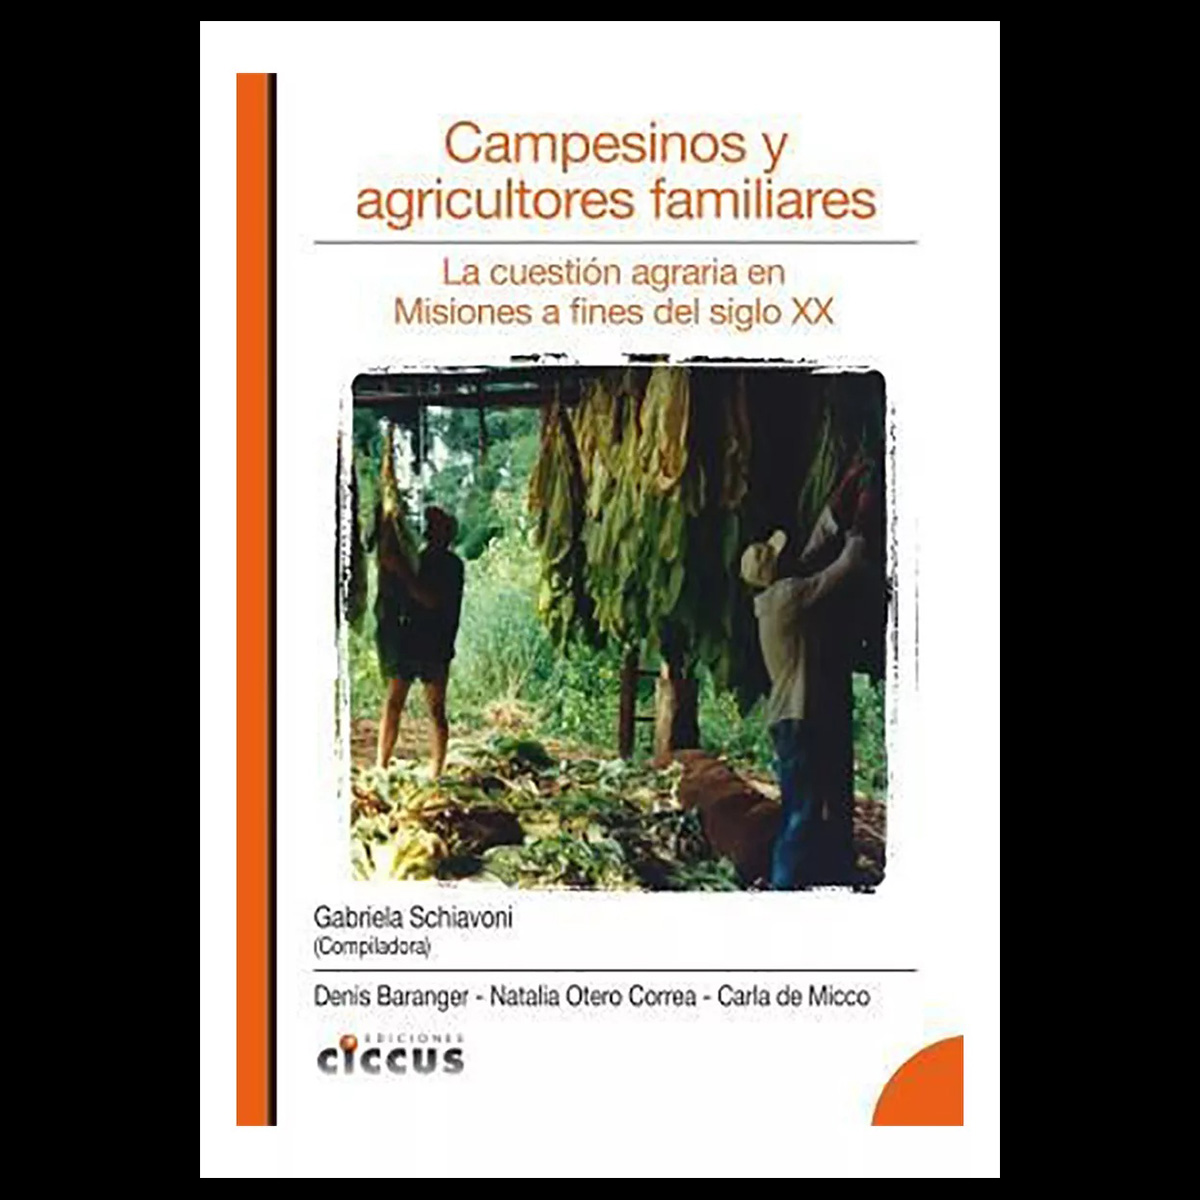 Campesinos y
agricultores familiares
La cuestión agraria en
Misiones a fines del siglo XX
Gabriela Schiavoni
(Compiladora)
Denis Baranger - Natalia Otero Correa - Carla de Micco
EDICIONES
ciccus